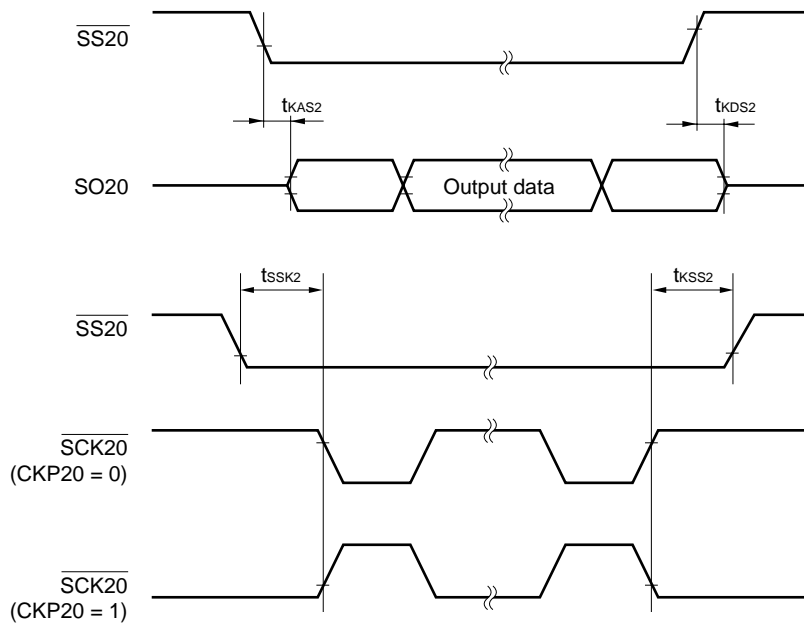 SS20
tKAS2
tKDS2
SO20
Output data
tSSK2
tKSS2
SS20
SCK20
(CKP20 = 0)
SCK20
(CKP20 = 1)